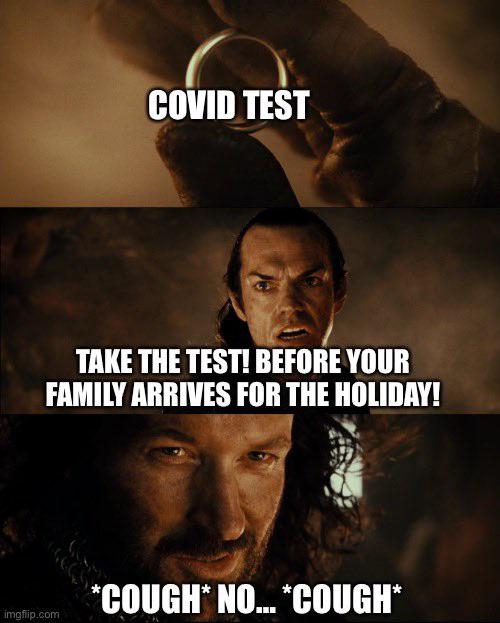 COVID TEST
TAKE THE TEST! BEFORE YOUR
FAMILY ARRIVES FOR THE HOLIDAY!
*COUGH* NO... *COUGH*
imgflip.com